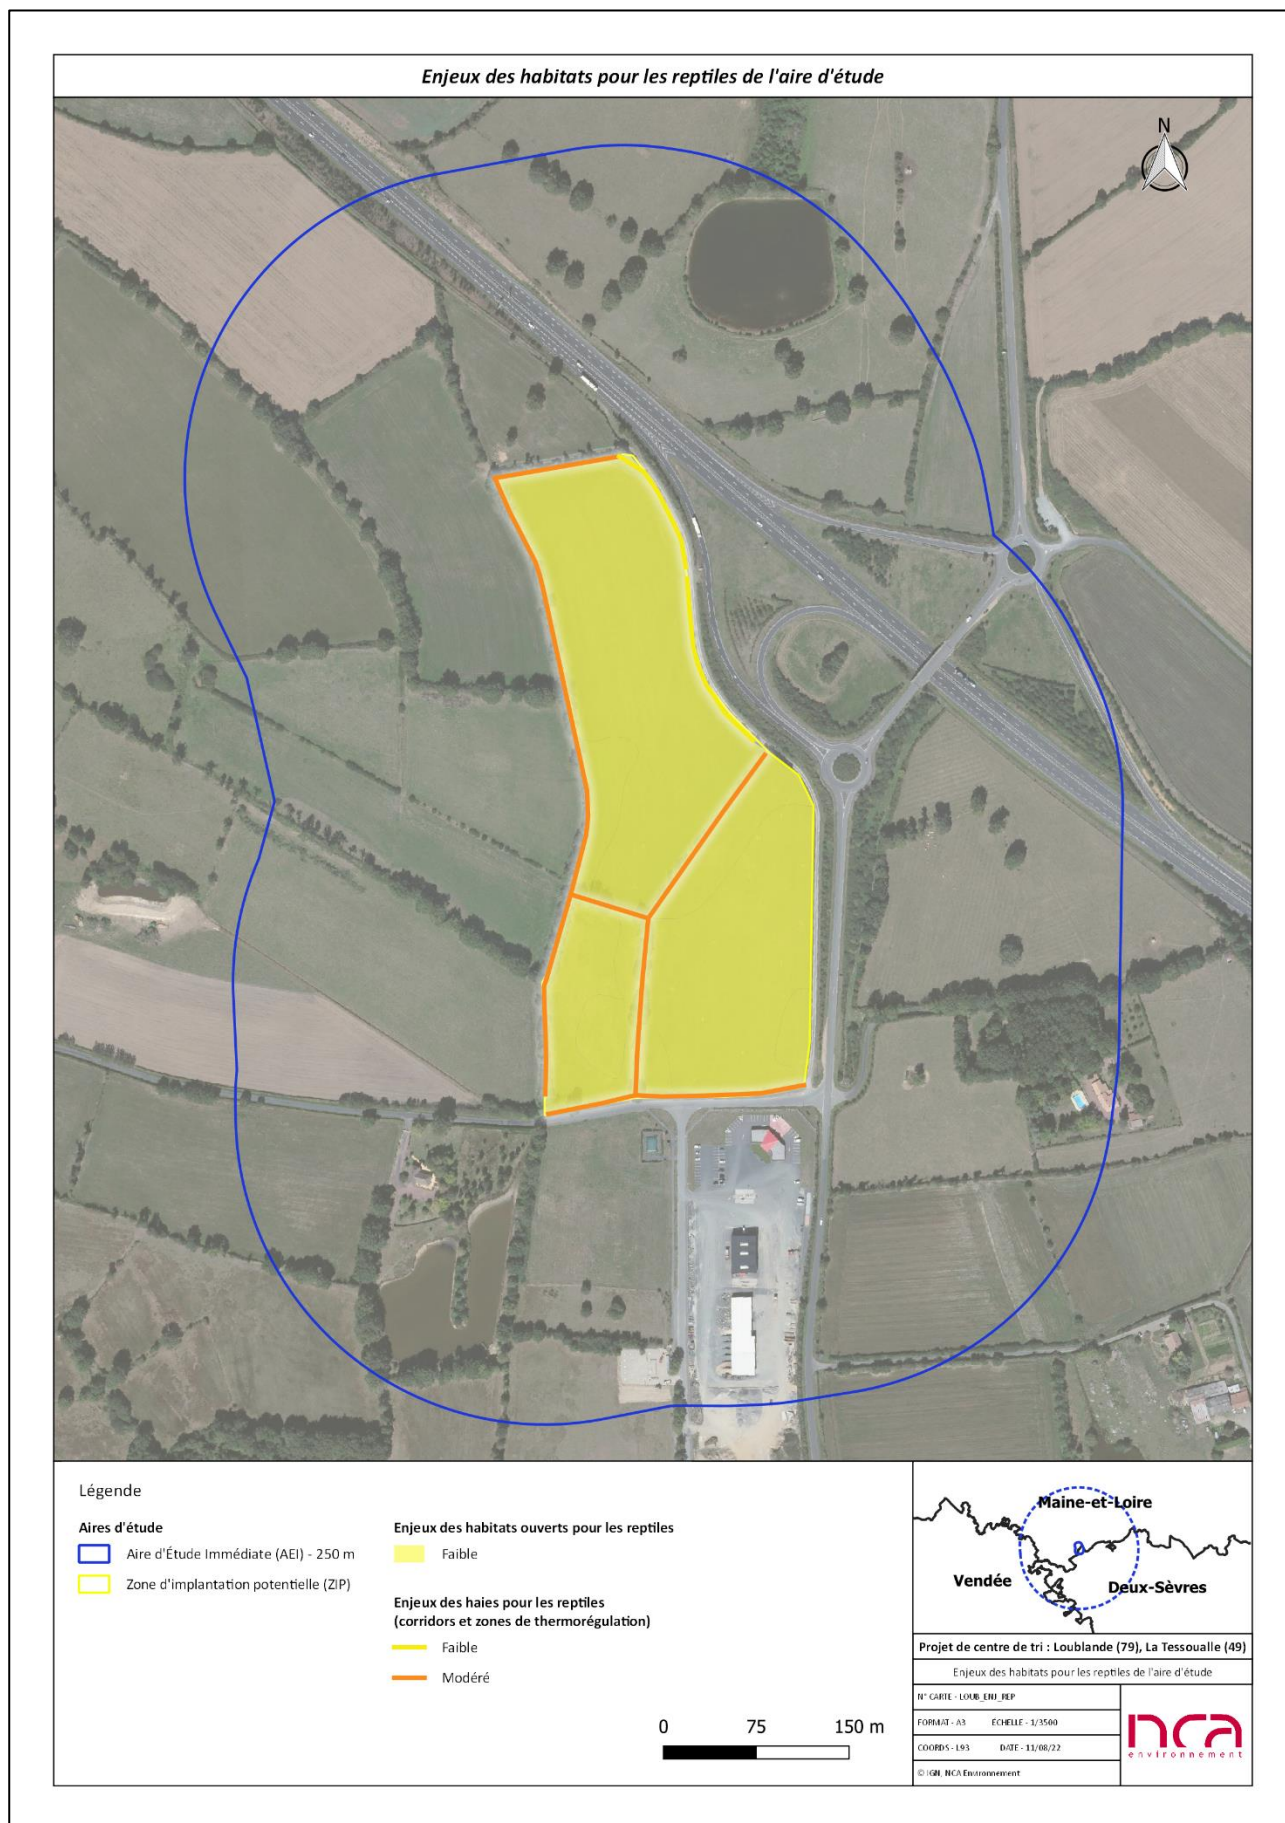 Enjeux des habitats pour les reptiles de l'aire d'étude
N
Légende
Aires d'étude
Aire d'Étude Immédiate (AEI) - 250 m
Zone d'implantation potentielle (ZIP)
Enjeux des habitats ouverts pour les reptiles
Faible
Enjeux des haies pour les reptiles
(corridors et zones de thermorégulation)
Faible
Modéré
0 75 150 m
Maine-et-Loire
Vendée
Deux-Sèvres
Projet de centre de tri : Loublande (79), La Tessoualle (49)
Enjeux des habitats pour les reptiles de l'aire d'étude
N° CARTE - LOUB_ENJ_REP
FORMAT - A3 ÉCHELLE - 1/3500
COORDS - L93 DATE - 11/08/22
© IGN, NCA Environnement
nca
environnement